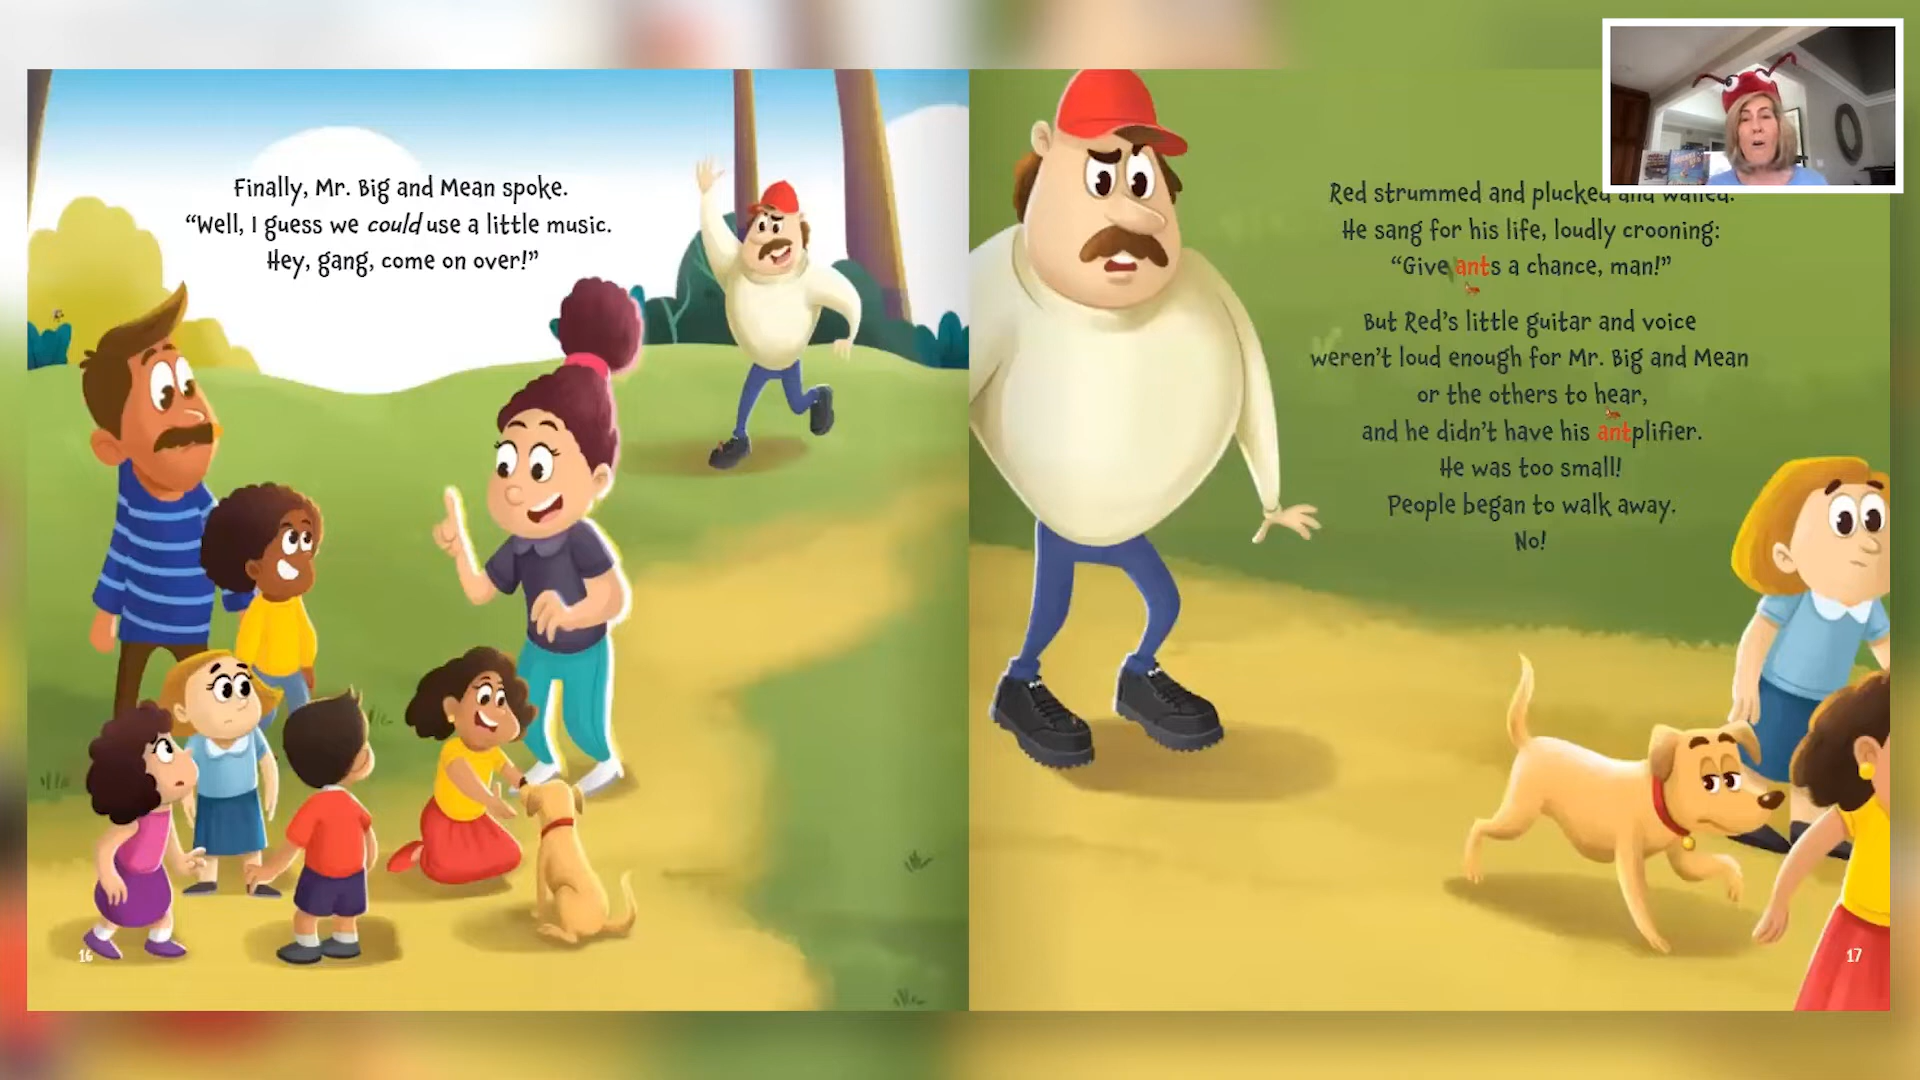 Finally, Mr. Big and Mean spoke.
“Well, I guess we could use a little music.
Hey, gang, come on over!”
16
Red strummed and plucked and wailed.
He sang for his life, loudly crooning:
“Give ants a chance, man!”
But Red’s little guitar and voice
weren’t loud enough for Mr. Big and Mean
or the others to hear,
and he didn’t have his antplifier.
He was too small!
People began to walk away.
No!
17